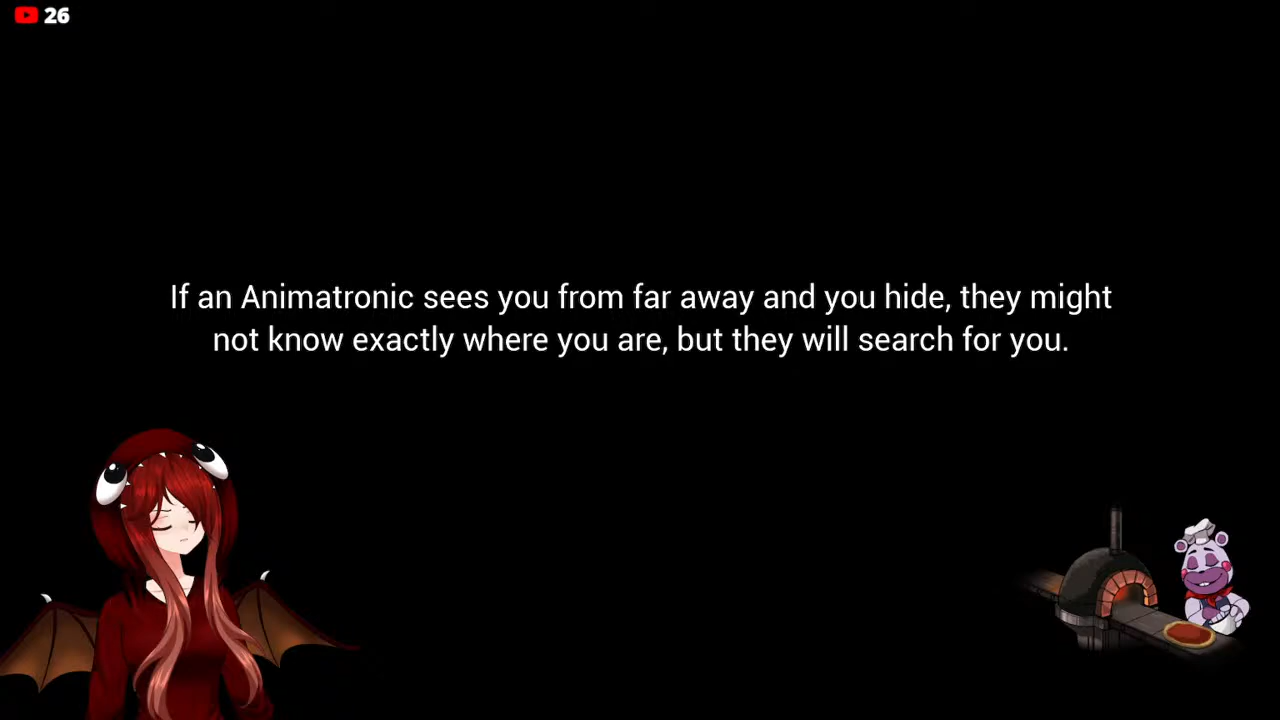 26
If an Animatronic sees you from far away and you hide, they might
not know exactly where you are, but they will search for you.